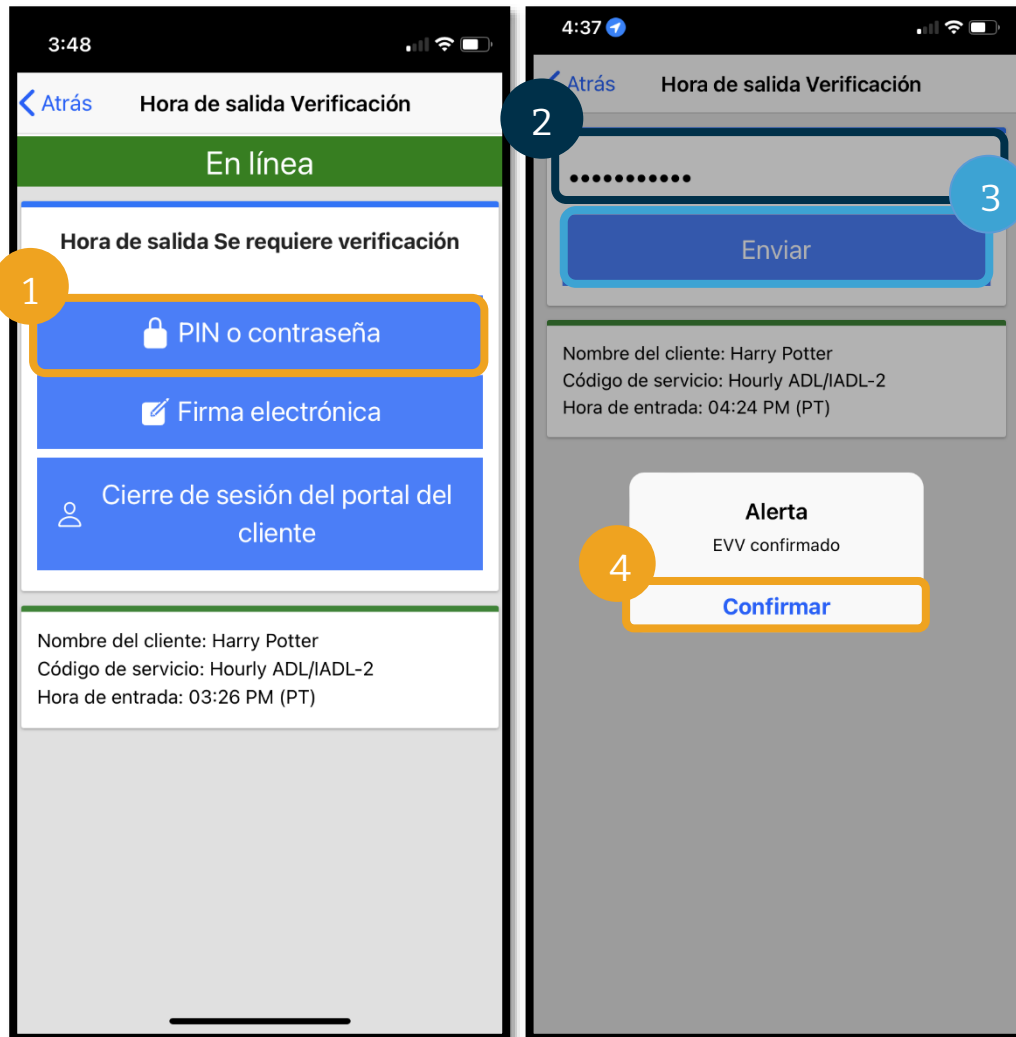 3:48
Atrás
Hora de salida Verificación
En línea
Hora de salida Se requiere verificación
1
PIN o contraseña
Firma electrónica
Cierre de sesión del portal del
cliente
Nombre del cliente: Harry Potter
Código de servicio: Hourly ADL/IADL-2
Hora de entrada: 03:26 PM (PT)
4:37
Atrás
Hora de salida Verificación
2
•••••••••••
3
Enviar
Nombre del cliente: Harry Potter
Código de servicio: Hourly ADL/IADL-2
Hora de entrada: 04:24 PM (PT)
Alerta
EVV confirmado
4
Confirmar